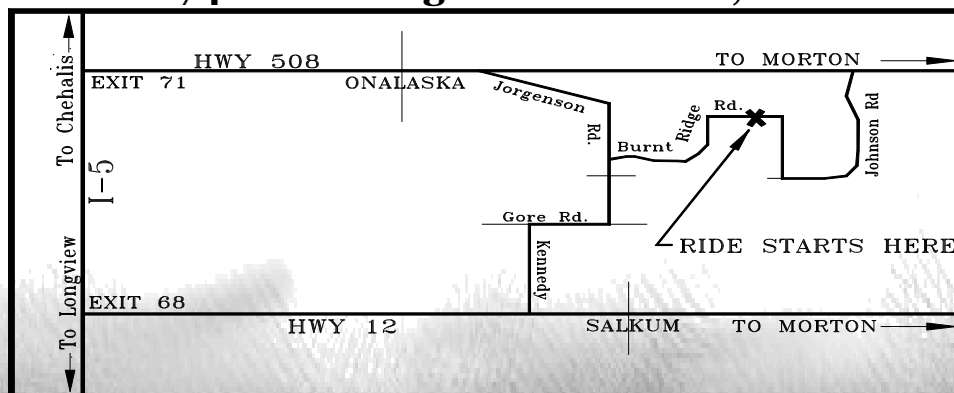 To Chehalis
HWY 508
TO MORTON
EXIT 71
ONALASKA
Jorgenson
Rd.
Burnt
Ridge
Rd.
Johnson Rd
I-5
Gore Rd.
RIDE STARTS HERE
Kennedy
To Longview
EXIT 68
HWY 12
SALKUM
TO MORTON